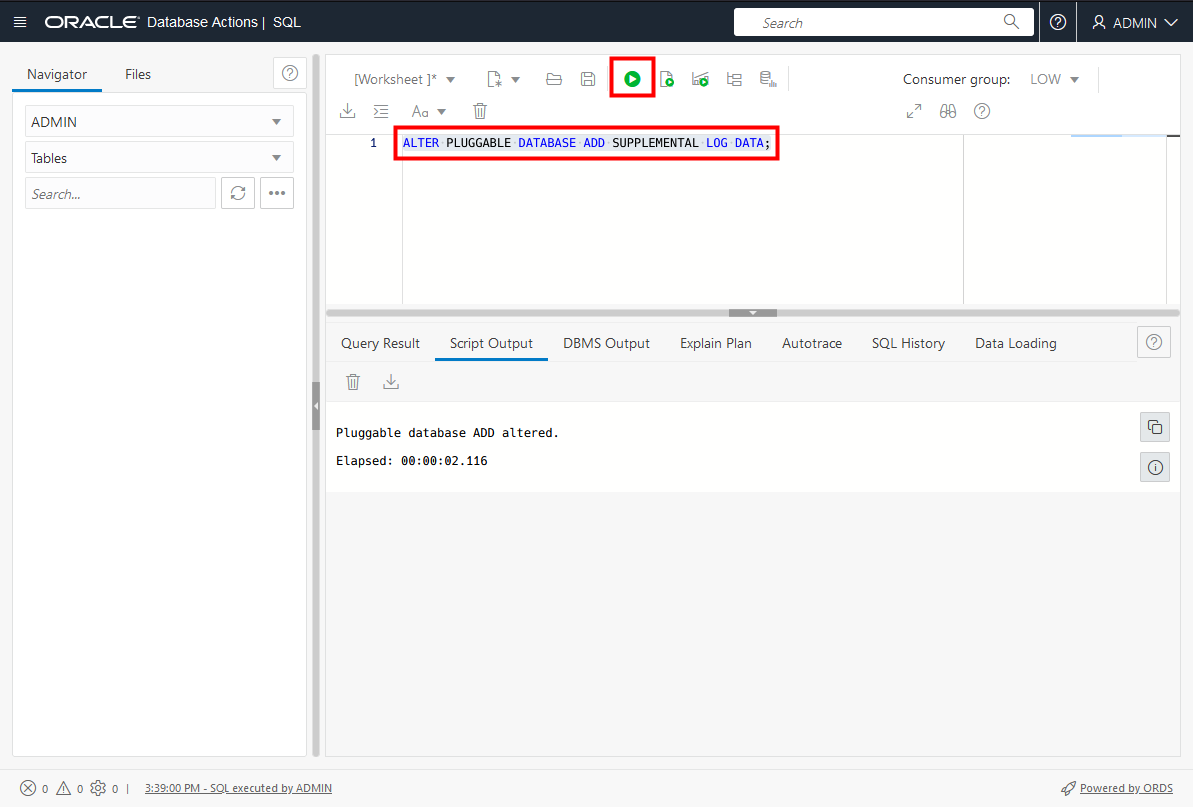 ORACLE Database Actions | SQL
Search
ADMIN
Navigator
Files
ADMIN
Tables
Search...
[Worksheet ]*
Consumer group: LOW
Aa
1 ALTER PLUGGABLE DATABASE ADD SUPPLEMENTAL LOG DATA;
Query Result
Script Output
DBMS Output
Explain Plan
Autotrace
SQL History
Data Loading
Pluggable database ADD altered.
Elapsed: 00:00:02.116
0 0 0 | 3:39:00 PM - SQL executed by ADMIN
Powered by ORDS